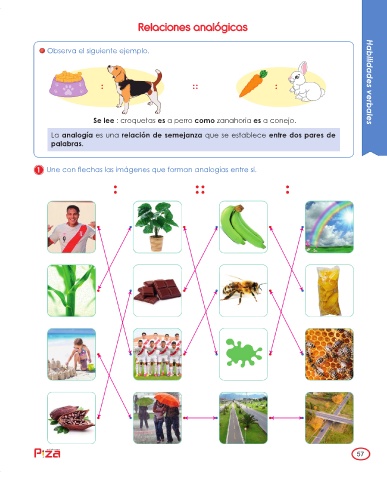 Relaciones analógicas
Observa el siguiente ejemplo.
: :: :
Se lee : croquetas es a perro como zanahoria es a conejo.
La analogía es una relación de semejanza que se establece entre dos pares de
palabras.
1 Une con flechas las imágenes que forman analogías entre sí.
: :: :
Habilidades verbales
Piza
57